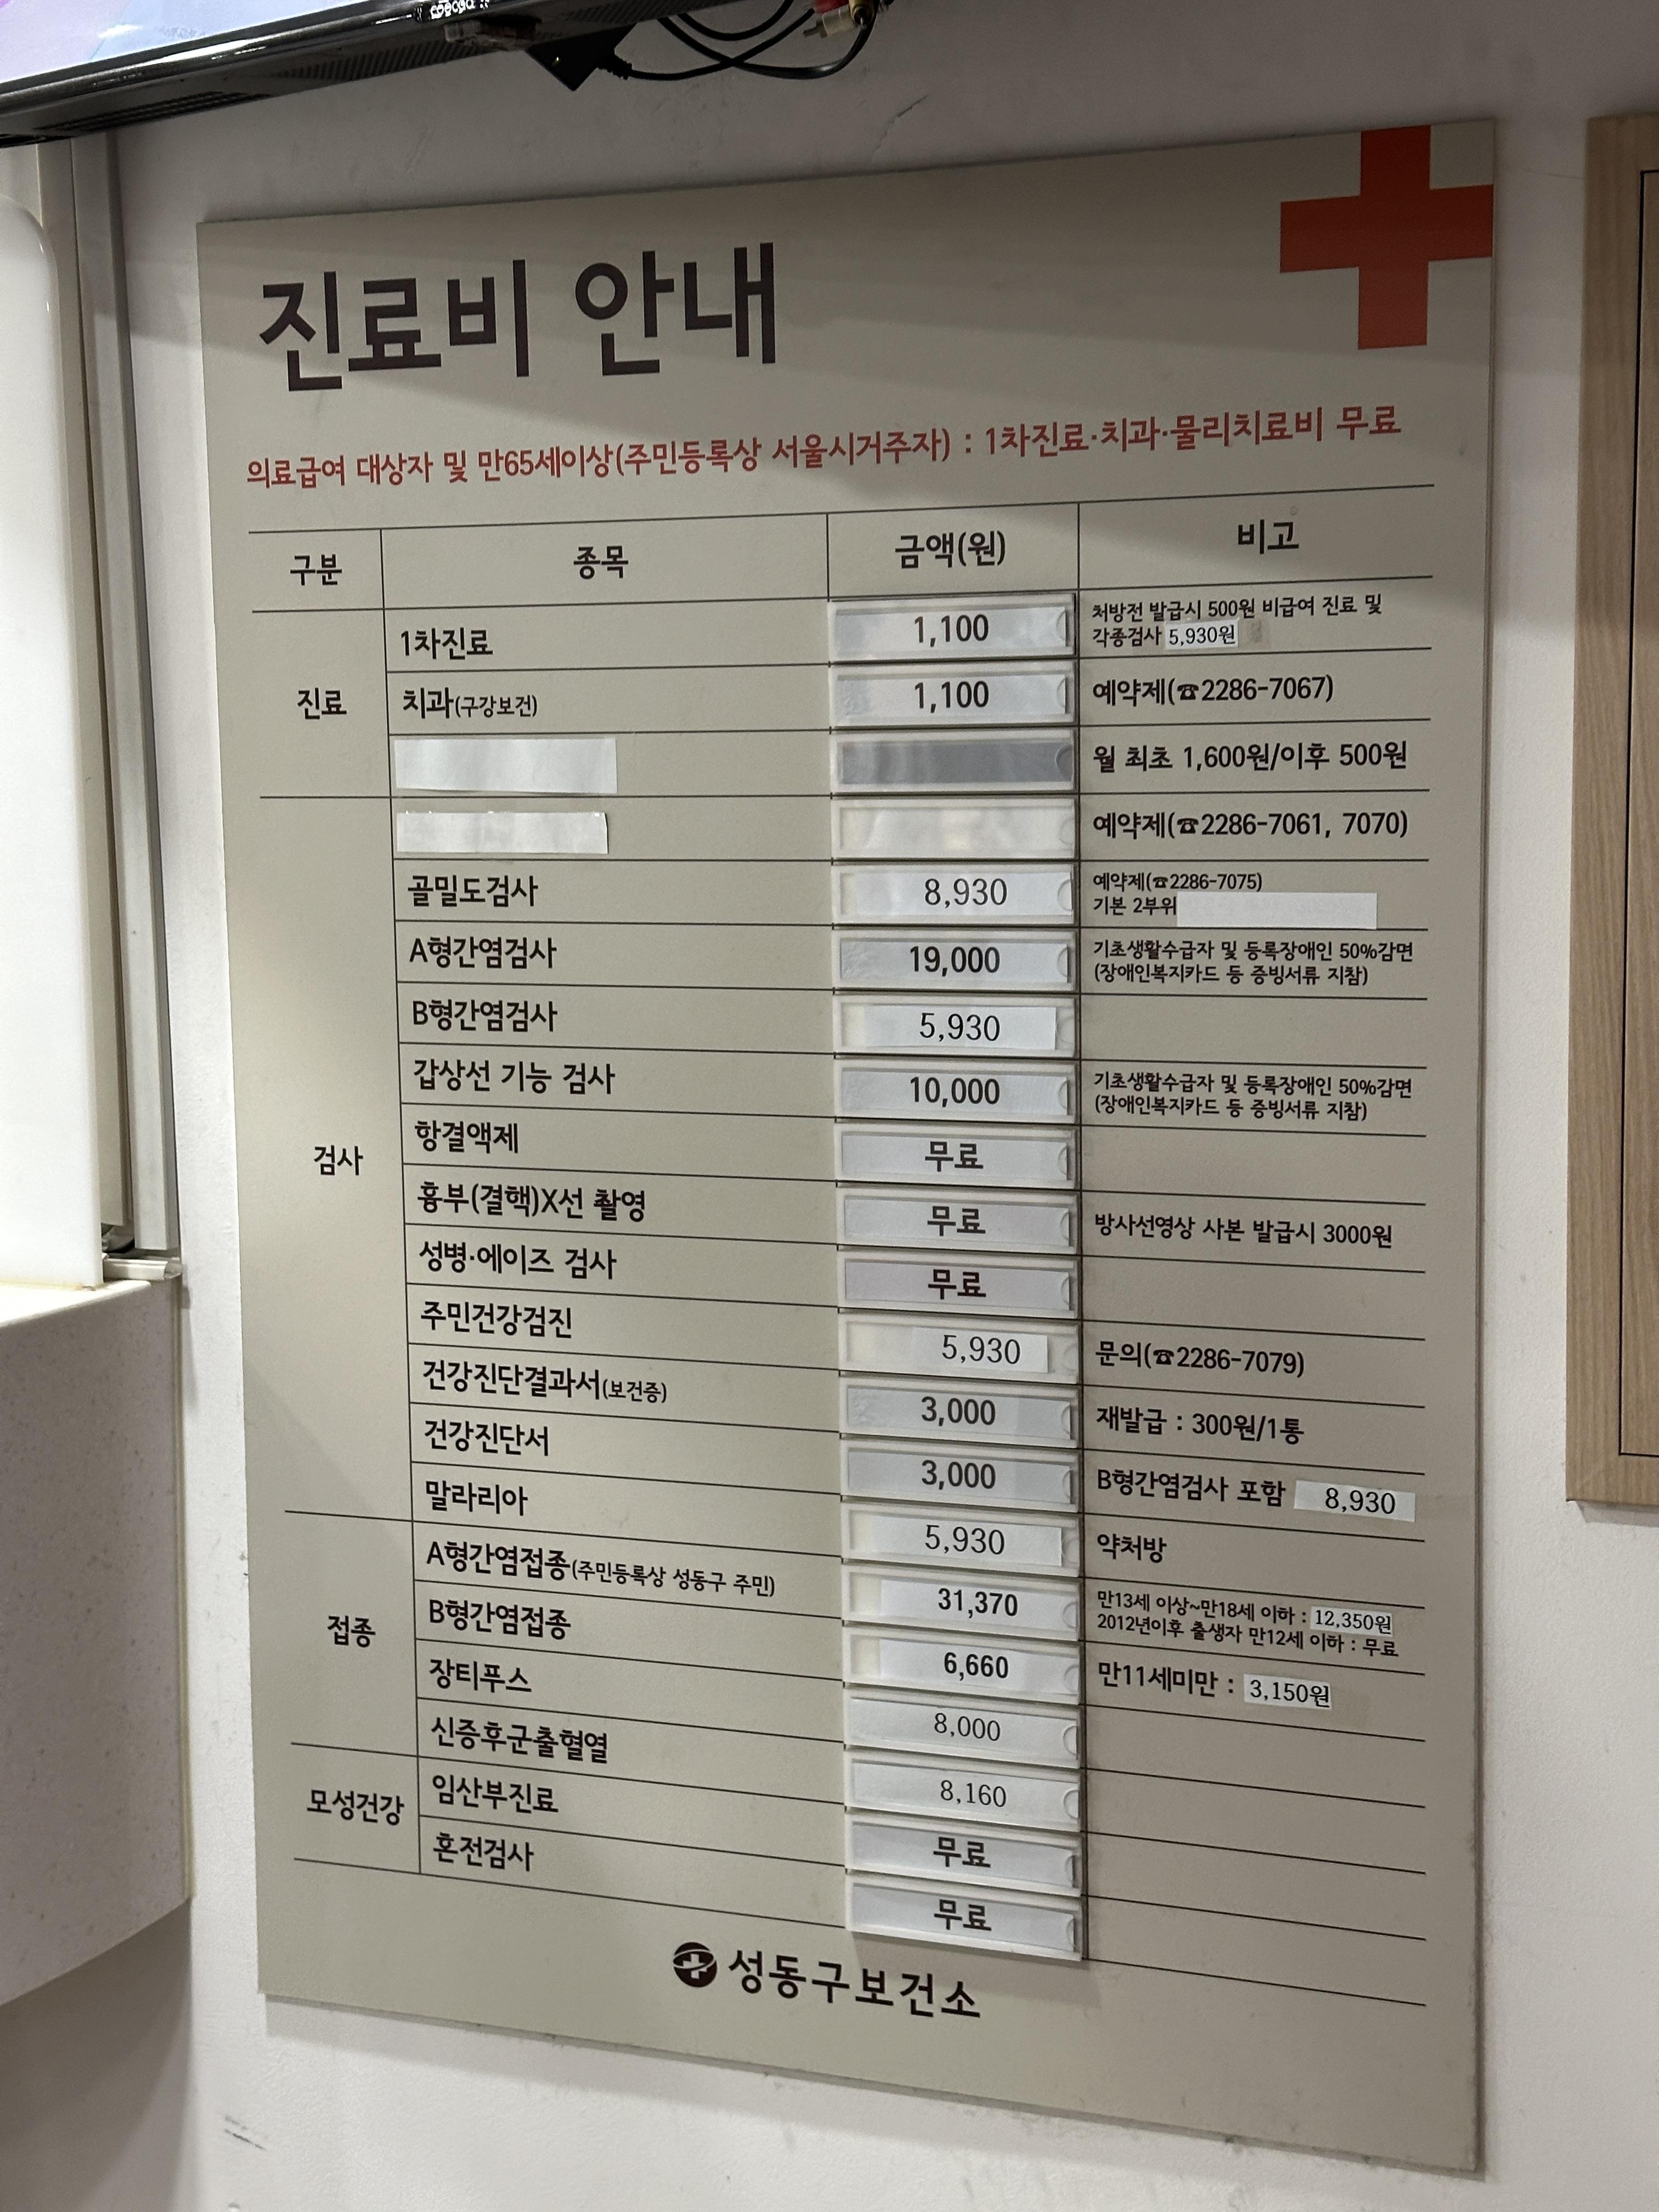 진료비 안내
의료급여 대상자 및 만65세이상(주민등록상 서울시거주자) : 1차진료·치과·물리치료비 무료
구분 종목 금액(원) 비고
진료
1차진료 1,100 처방전 발급시 500원 비급여 진료 및
각종검사 5,930원
치과(구강보건) 1,100 예약제(☎2286-7067)
월 최초 1,600원/이후 500원
검사
예약제(☎2286-7061, 7070)
골밀도검사 8,930 예약제(☎2286-7075)
기본 2부위
A형간염검사 19,000 기초생활수급자 및 등록장애인 50%감면
(장애인복지카드 등 증빙서류 지참)
B형간염검사 5,930
갑상선 기능 검사 10,000 기초생활수급자 및 등록장애인 50%감면
(장애인복지카드 등 증빙서류 지참)
항결액제 무료
흉부(결핵)X선 촬영 무료 방사선영상 사본 발급시 3000원
성병·에이즈 검사 무료
주민건강검진 5,930 문의(☎2286-7079)
건강진단결과서(보건증) 3,000 재발급 : 300원/1통
건강진단서 3,000 B형간염검사 포함 8,930
말라리아 5,930 약처방
접종
A형간염접종(주민등록상 성동구 주민) 31,370 만13세 이상~만18세 이하 : 12,350원
2012년이후 출생자 만12세 이하 : 무료
B형간염접종 6,660 만11세미만 : 3,150원
장티푸스 8,000
신증후군출혈열 8,160
모성건강
임산부진료 무료
혼전검사 무료
성동구보건소